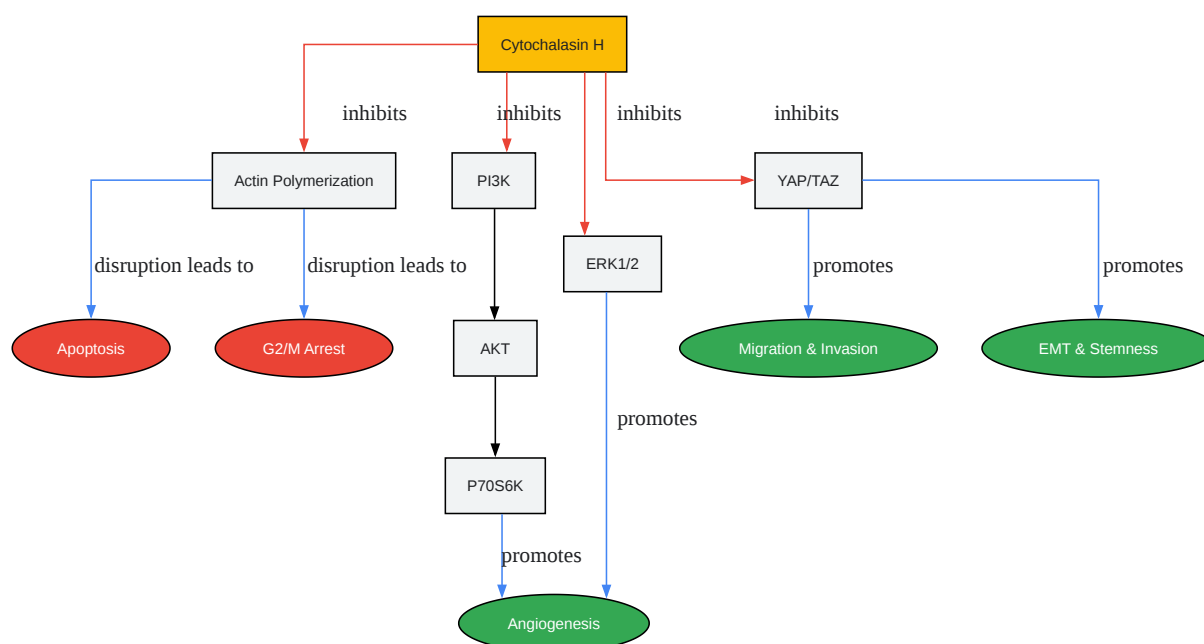 Cytochalasin H
inhibits
inhibits
inhibits
inhibits
Actin Polymerization
PI3K
YAP/TAZ
disruption leads to
disruption leads to
ERK1/2
promotes
promotes
Apoptosis
G2/M Arrest
AKT
Migration & Invasion
EMT & Stemness
promotes
P70S6K
promotes
Angiogenesis